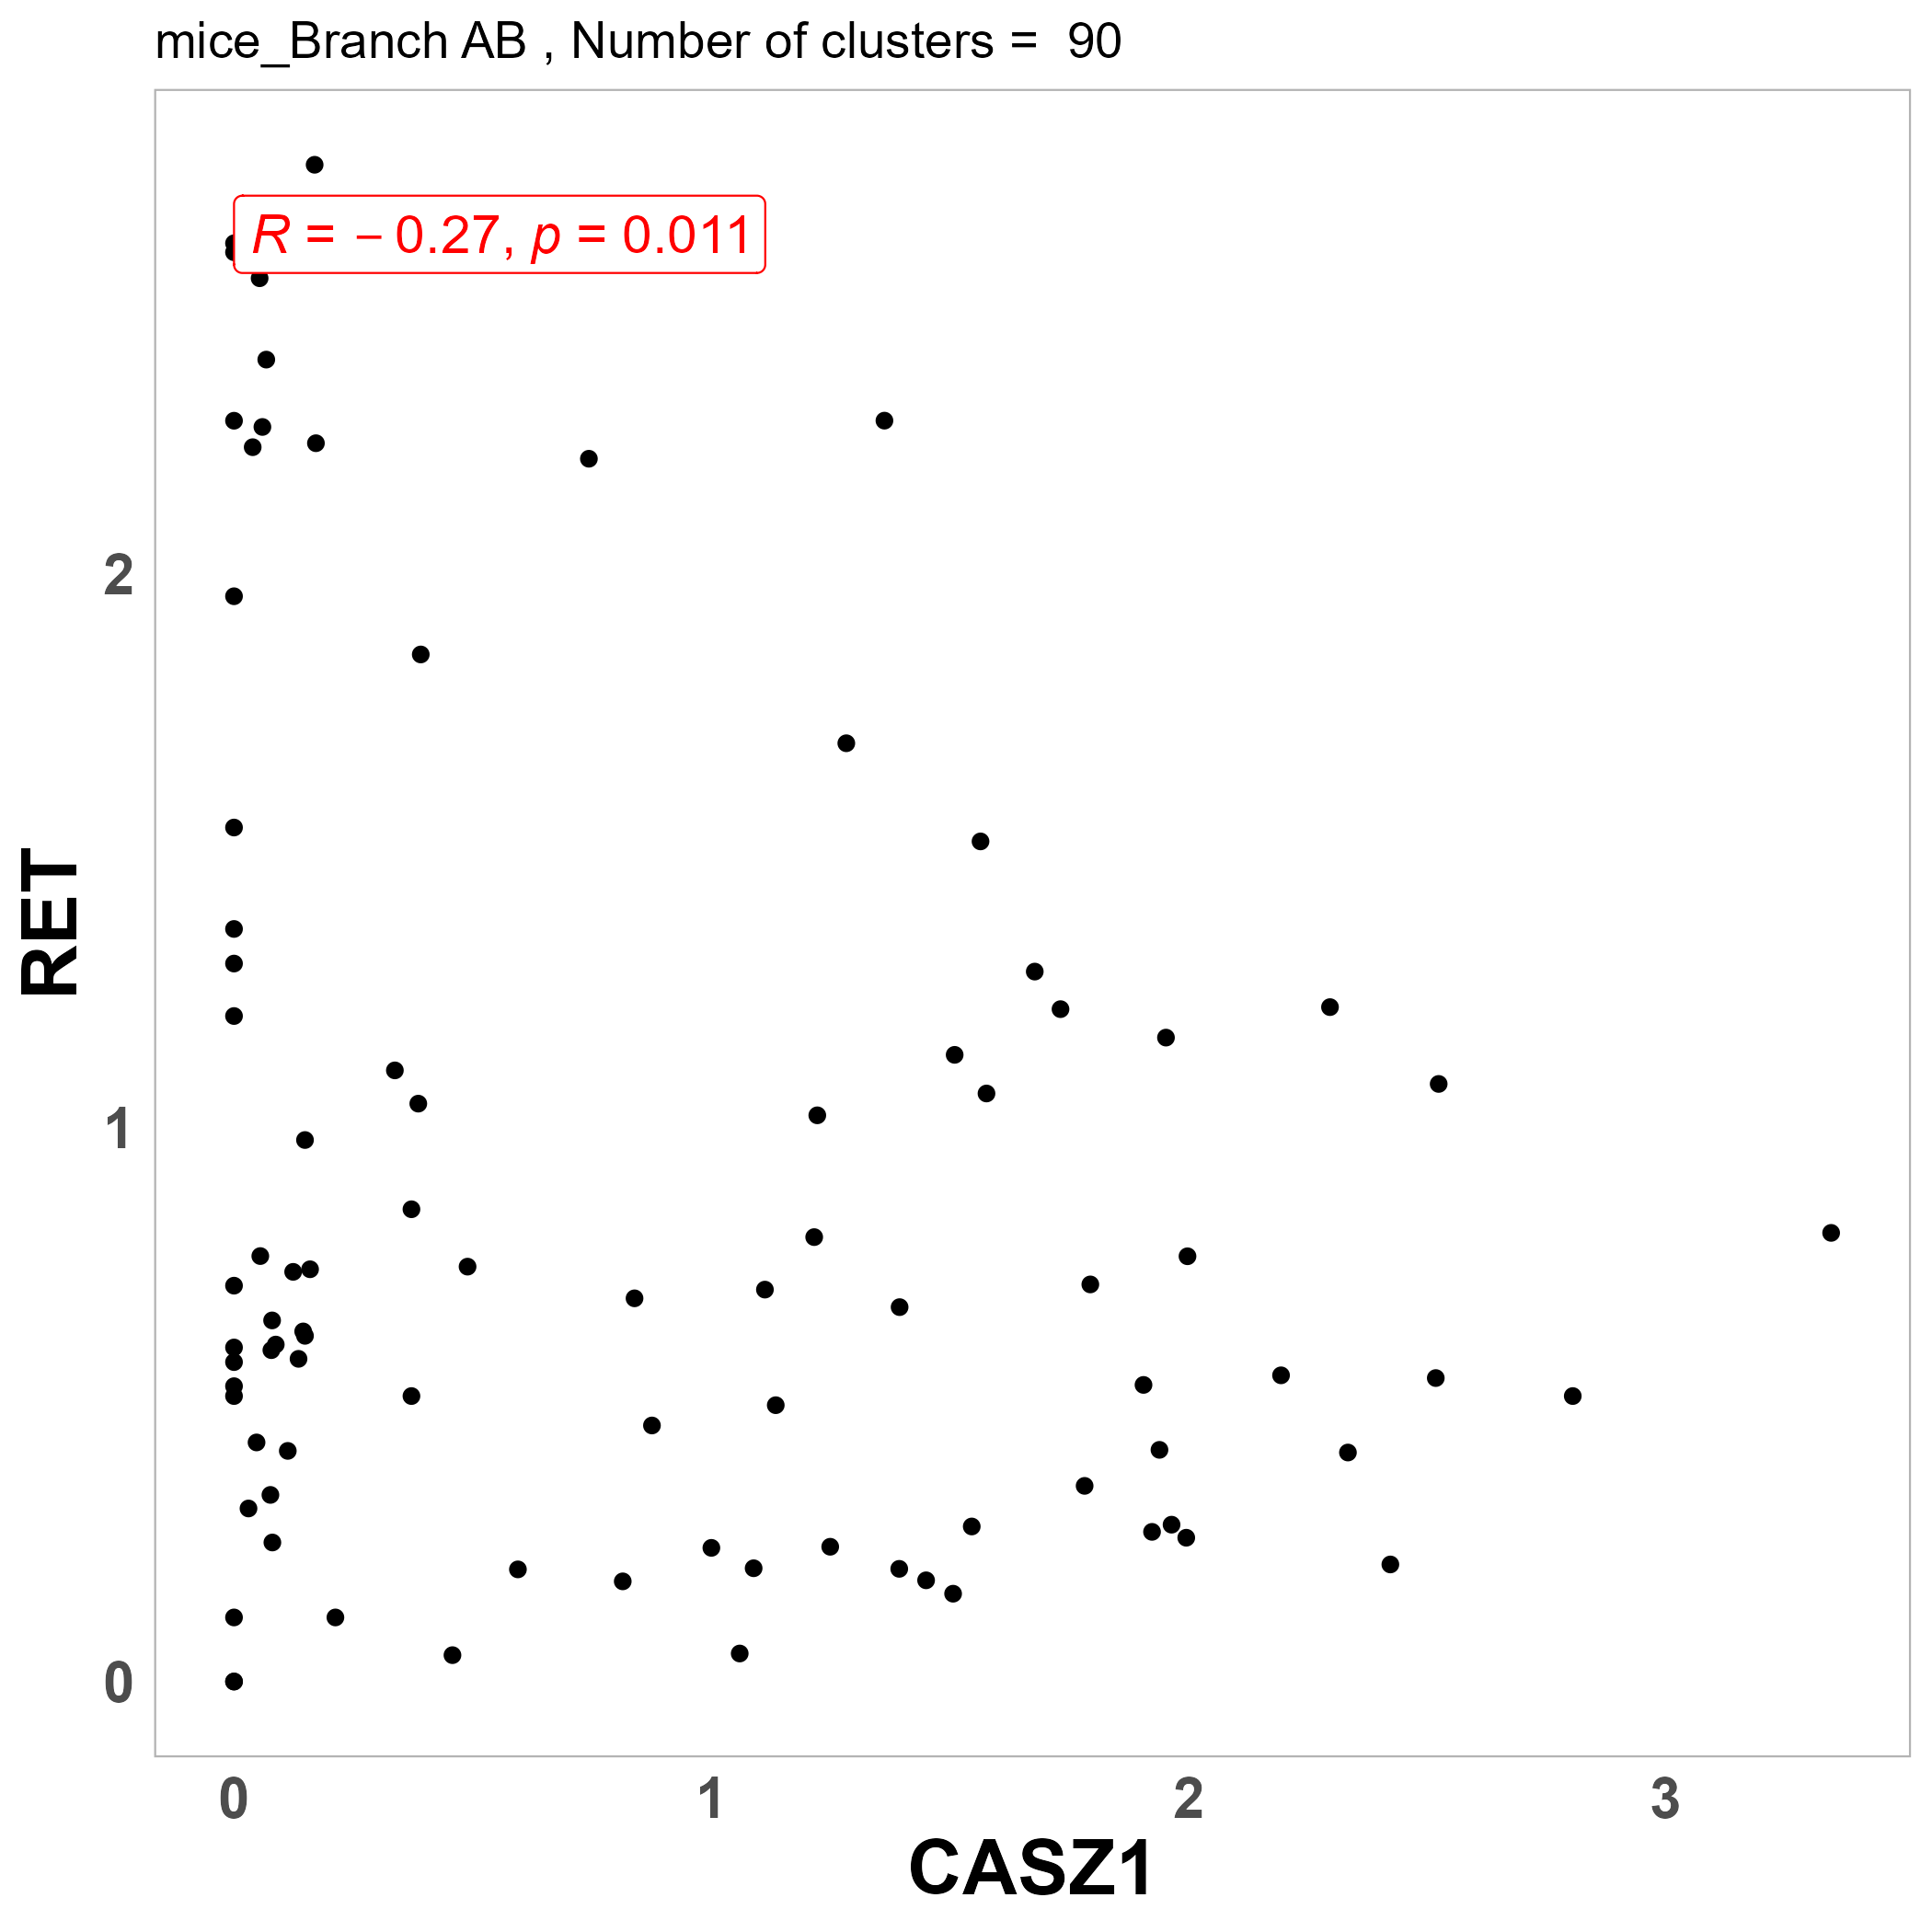 mice_Branch AB , Number of clusters =  90
R = − 0.27, p = 0.011
2
1
0
RET
0 1 2 3
CASZ1